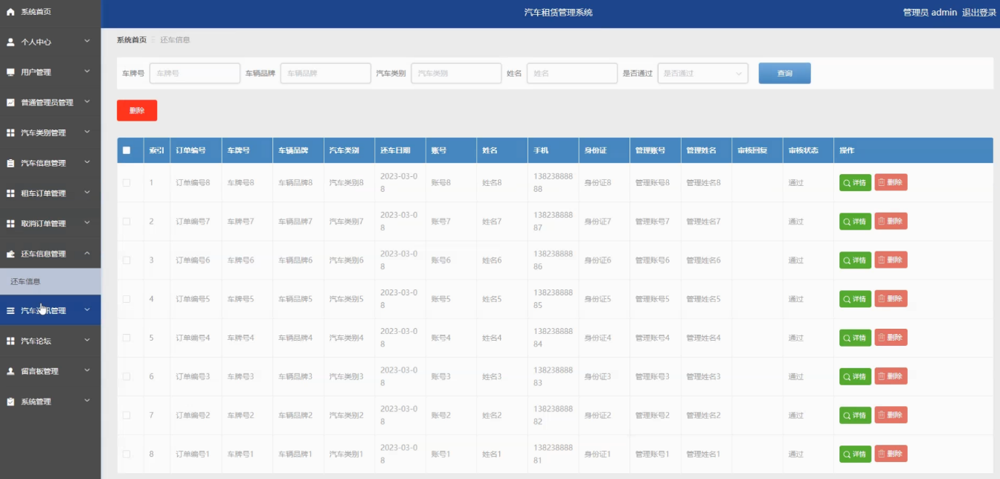 系统首页
个人中心
用户管理
普通管理员管理
汽车类别管理
汽车信息管理
租车订单管理
取消订单管理
还车信息管理
还车信息
汽车 管理
汽车论坛
留言板管理
系统管理
汽车租赁管理系统
管理员 admin 退出登录
系统首页 还车信息
车牌号 车牌号 车辆品牌 车辆品牌 汽车类别 汽车类别 姓名 姓名 是否通过 是否通过 查询
删除
索引 订单编号 车牌号 车辆品牌 汽车类别 还车日期 账号 姓名 手机 身份证 管理账号 管理姓名 审核回复 审核状态 操作
1 订单编号8 车牌号8 车辆品牌8 汽车类别8 2023-03-08 账号8 姓名8 13823888888 身份证8 管理账号8 管理姓名8 通过 详情 删除
2 订单编号7 车牌号7 车辆品牌7 汽车类别7 2023-03-08 账号7 姓名7 13823888887 身份证7 管理账号7 管理姓名7 通过 详情 删除
3 订单编号6 车牌号6 车辆品牌6 汽车类别6 2023-03-08 账号6 姓名6 13823888886 身份证6 管理账号6 管理姓名6 通过 详情 删除
4 订单编号5 车牌号5 车辆品牌5 汽车类别5 2023-03-08 账号5 姓名5 13823888885 身份证5 管理账号5 管理姓名5 通过 详情 删除
5 订单编号4 车牌号4 车辆品牌4 汽车类别4 2023-03-08 账号4 姓名4 13823888884 身份证4 管理账号4 管理姓名4 通过 详情 删除
6 订单编号3 车牌号3 车辆品牌3 汽车类别3 2023-03-08 账号3 姓名3 13823888883 身份证3 管理账号3 管理姓名3 通过 详情 删除
7 订单编号2 车牌号2 车辆品牌2 汽车类别2 2023-03-08 账号2 姓名2 13823888882 身份证2 管理账号2 管理姓名2 通过 详情 删除
8 订单编号1 车牌号1 车辆品牌1 汽车类别1 2023-03-08 账号1 姓名1 13823888881 身份证1 管理账号1 管理姓名1 通过 详情 删除